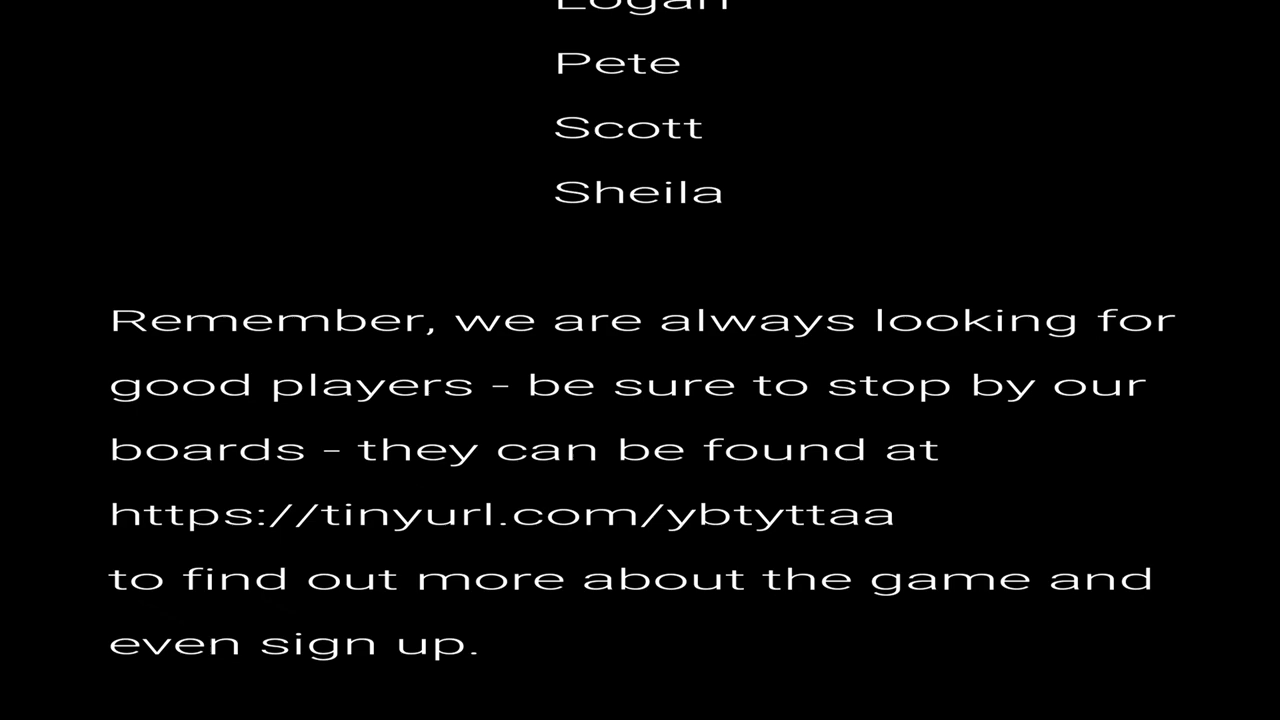 Logan
Pete
Scott
Sheila
Remember, we are always looking for
good players - be sure to stop by our
boards - they can be found at
https://tinyurl.com/ybtyttaa
to find out more about the game and
even sign up.